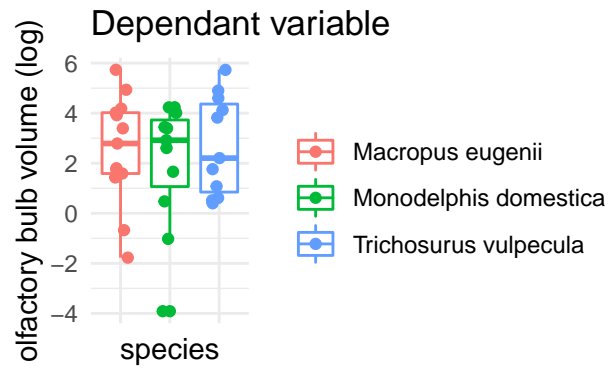 Dependant variable
olfactory bulb volume (log)
6
4
2
0
−2
−4
species
Macropus eugenii
Monodelphis domestica
Trichosurus vulpecula